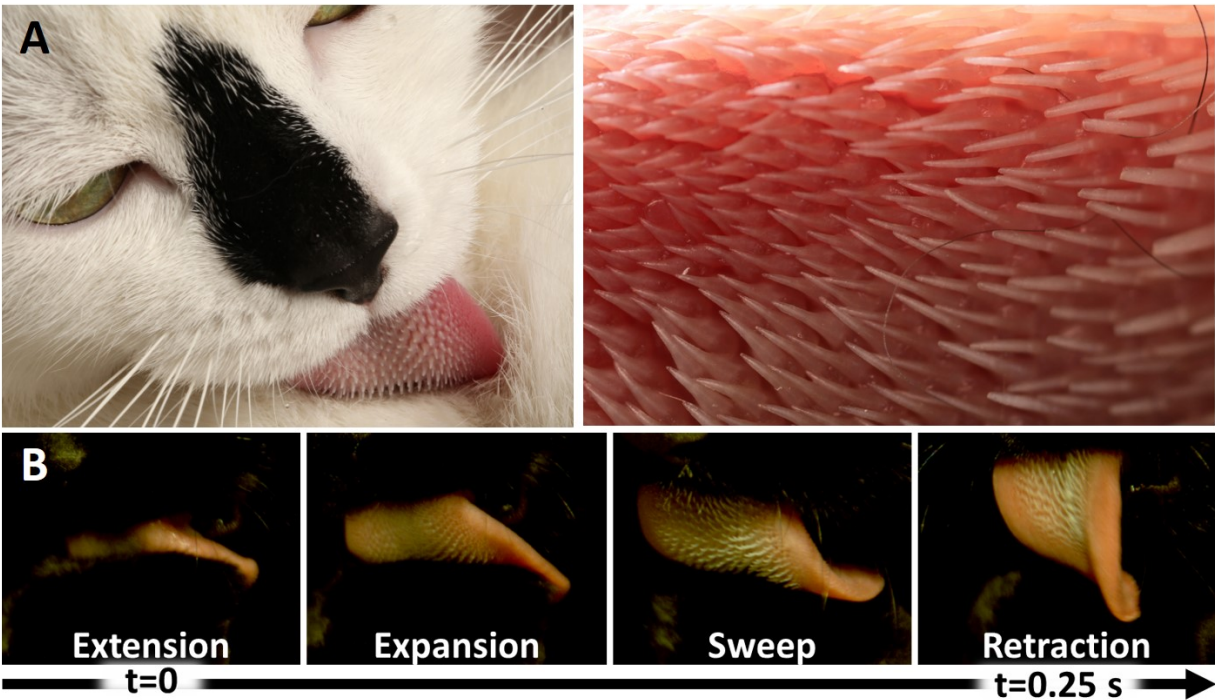 A
B
Extension
Expansion
Sweep
Retraction
t=0
t=0.25 s